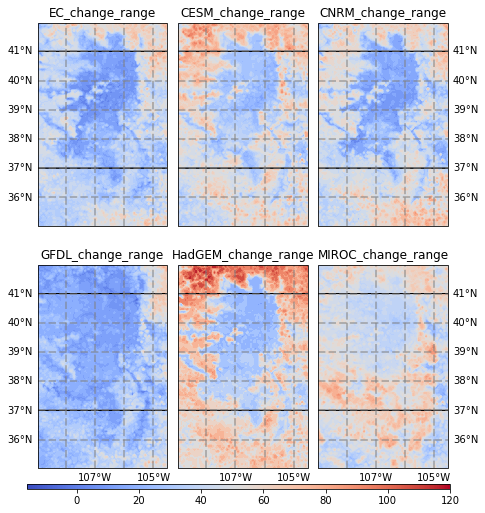 EC_change_range CESM_change_range CNRM_change_range
41°N 41°N
40°N 40°N
39°N 39°N
38°N 38°N
37°N 37°N
36°N 36°N
GFDL_change_range HadGEM_change_range MIROC_change_range
41°N 41°N
40°N 40°N
39°N 39°N
38°N 38°N
37°N 37°N
36°N 36°N
107°W 105°W 107°W 105°W 107°W 105°W
0 20 40 60 80 100 120